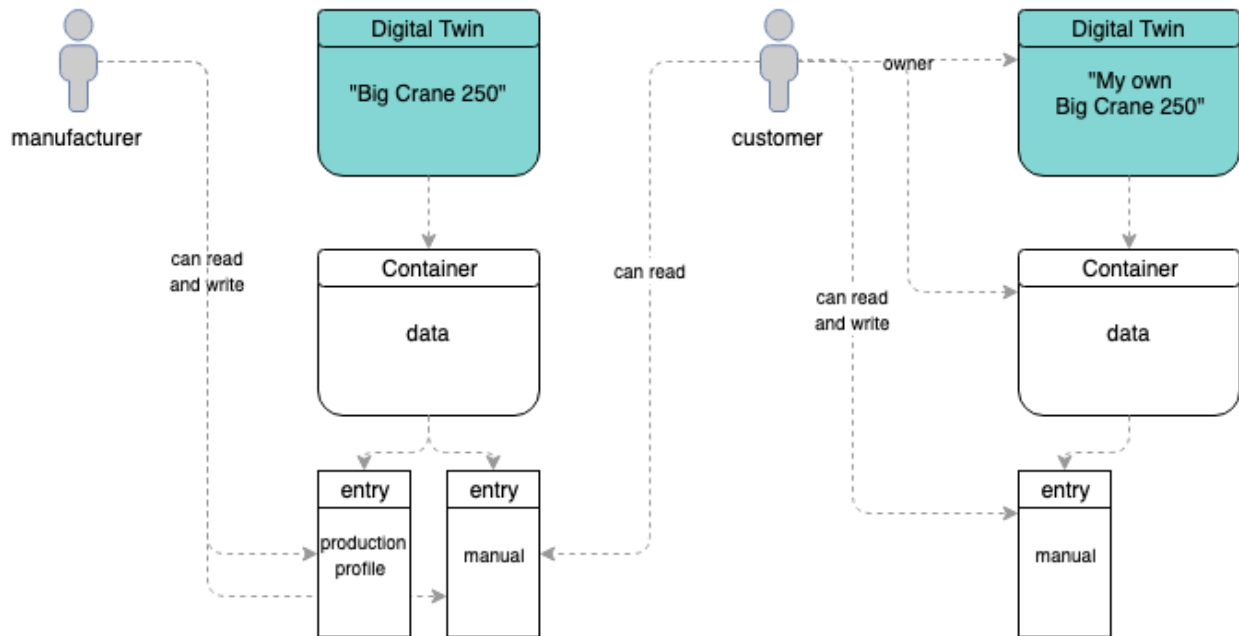 Digital Twin
"Big Crane 250"
manufacturer
Digital Twin
"My own
Big Crane 250"
owner
customer
can read
and write
Container
data
can read
can read
and write
Container
data
entry
production
profile
entry
manual
entry
manual